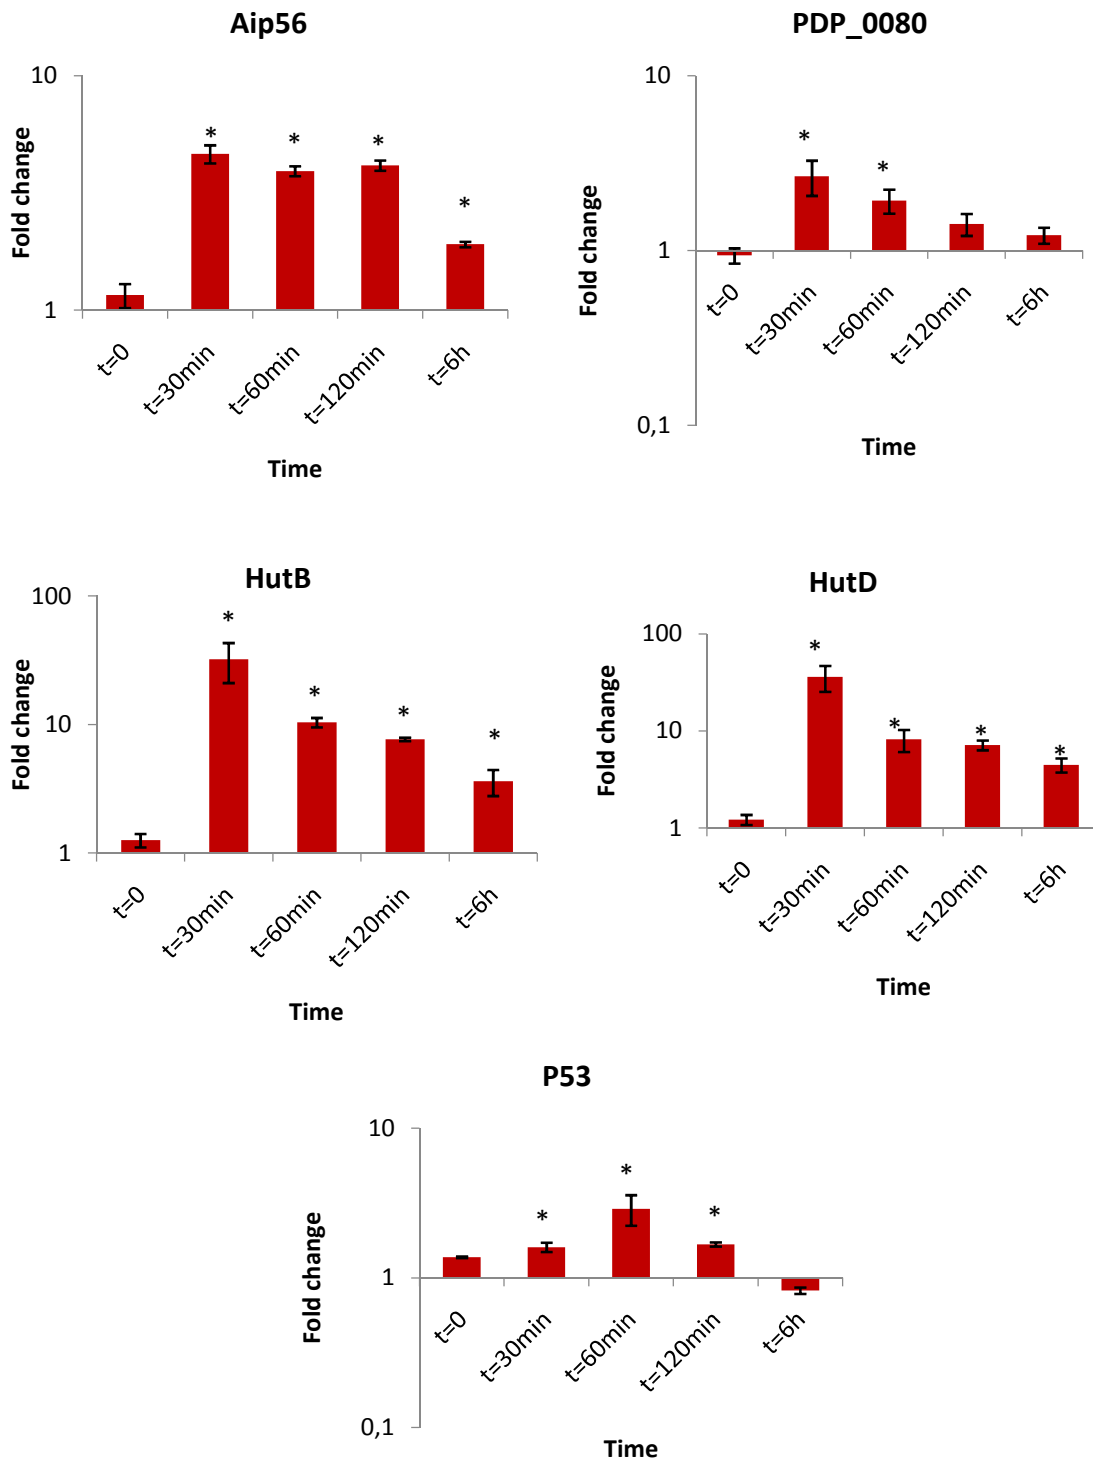 Aip56
10
1
Fold change
* * * *
t=0 t=30min t=60min t=120min t=6h
Time
PDP_0080
10
1
0,1
Fold change
* *
t=0 t=30min t=60min t=120min t=6h
Time
HutB
100
10
1
Fold change
* * * *
t=0 t=30min t=60min t=120min t=6h
Time
HutD
100
10
1
Fold change
* * * *
t=0 t=30min t=60min t=120min t=6h
Time
P53
10
1
0,1
Fold change
* * *
t=0 t=30min t=60min t=120min t=6h
Time